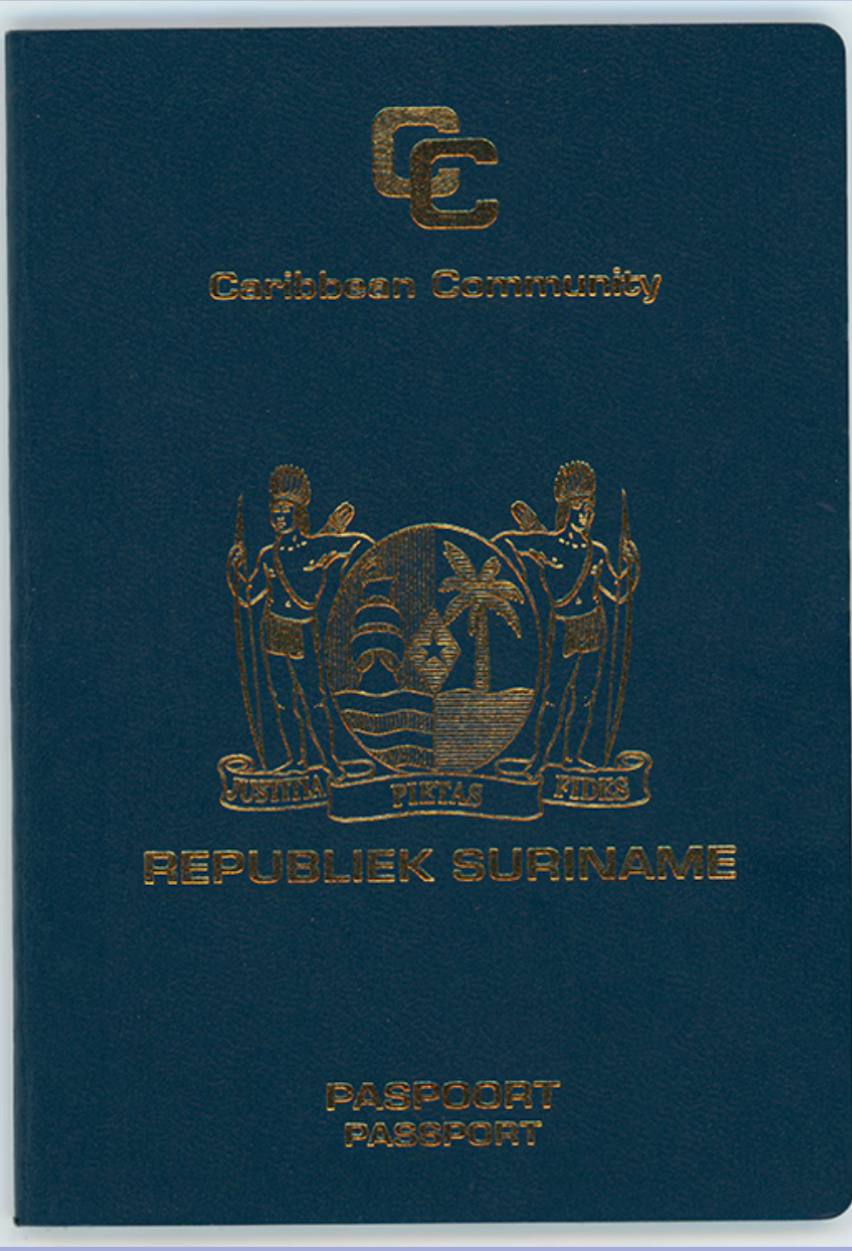 CC
Caribbean Community
JUSTITIA PIETAS FIDES
REPUBLIEK SURINAME
PASPOORT
PASSPORT